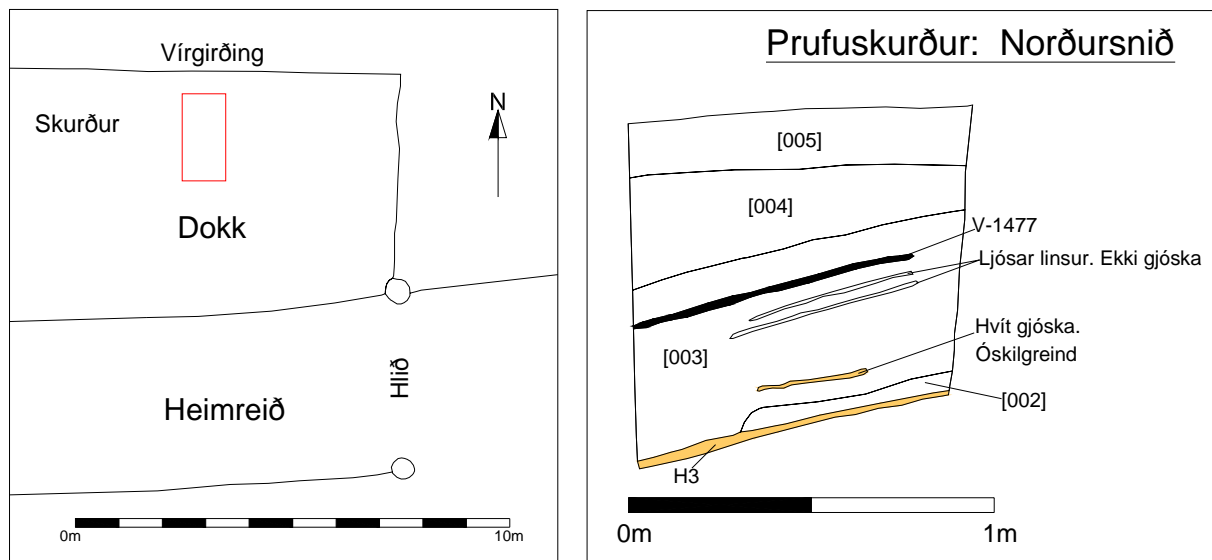 Vírgirðing
Skurður
N
Dokk
Hlið
Heimreið
0m
10m
Prufuskurður: Norðursnið
[005]
[004]
V-1477
Ljósar linsur. Ekki gjóska
[003]
Hvít gjóska.
Óskilgreind
[002]
H3
0m
1m